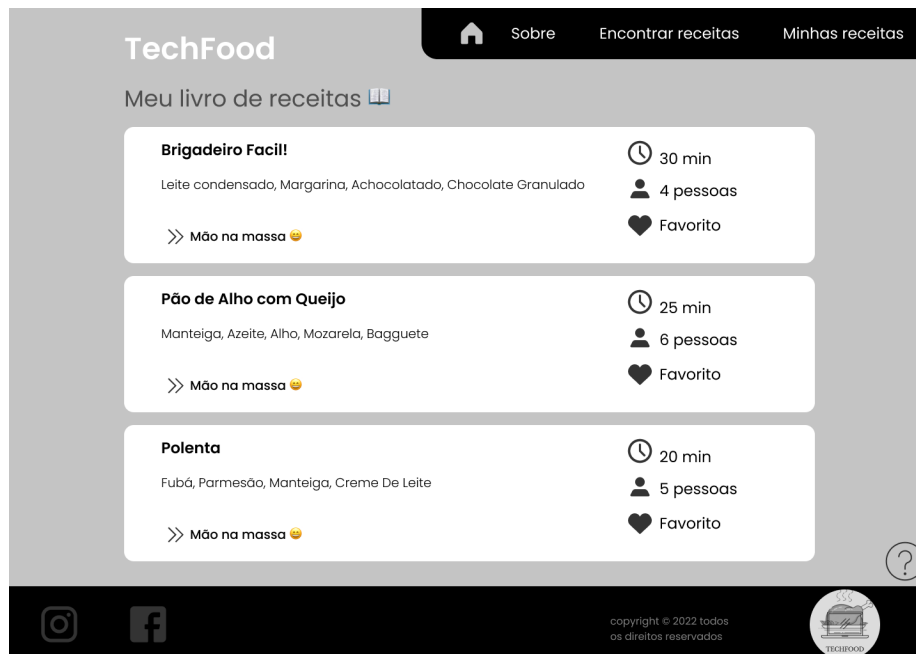 TechFood
Sobre
Encontrar receitas
Minhas receitas
Meu livro de receitas
Brigadeiro Facil!
Leite condensado, Margarina, Achocolatado, Chocolate Granulado
Mão na massa 😄
30 min
4 pessoas
Favorito
Pão de Alho com Queijo
Manteiga, Azeite, Alho, Mozarela, Bagguete
Mão na massa 😄
25 min
6 pessoas
Favorito
Polenta
Fubá, Parmesão, Manteiga, Creme De Leite
Mão na massa 😄
20 min
5 pessoas
Favorito
?
copyright © 2022 todos
os direitos reservados
TECHFOOD